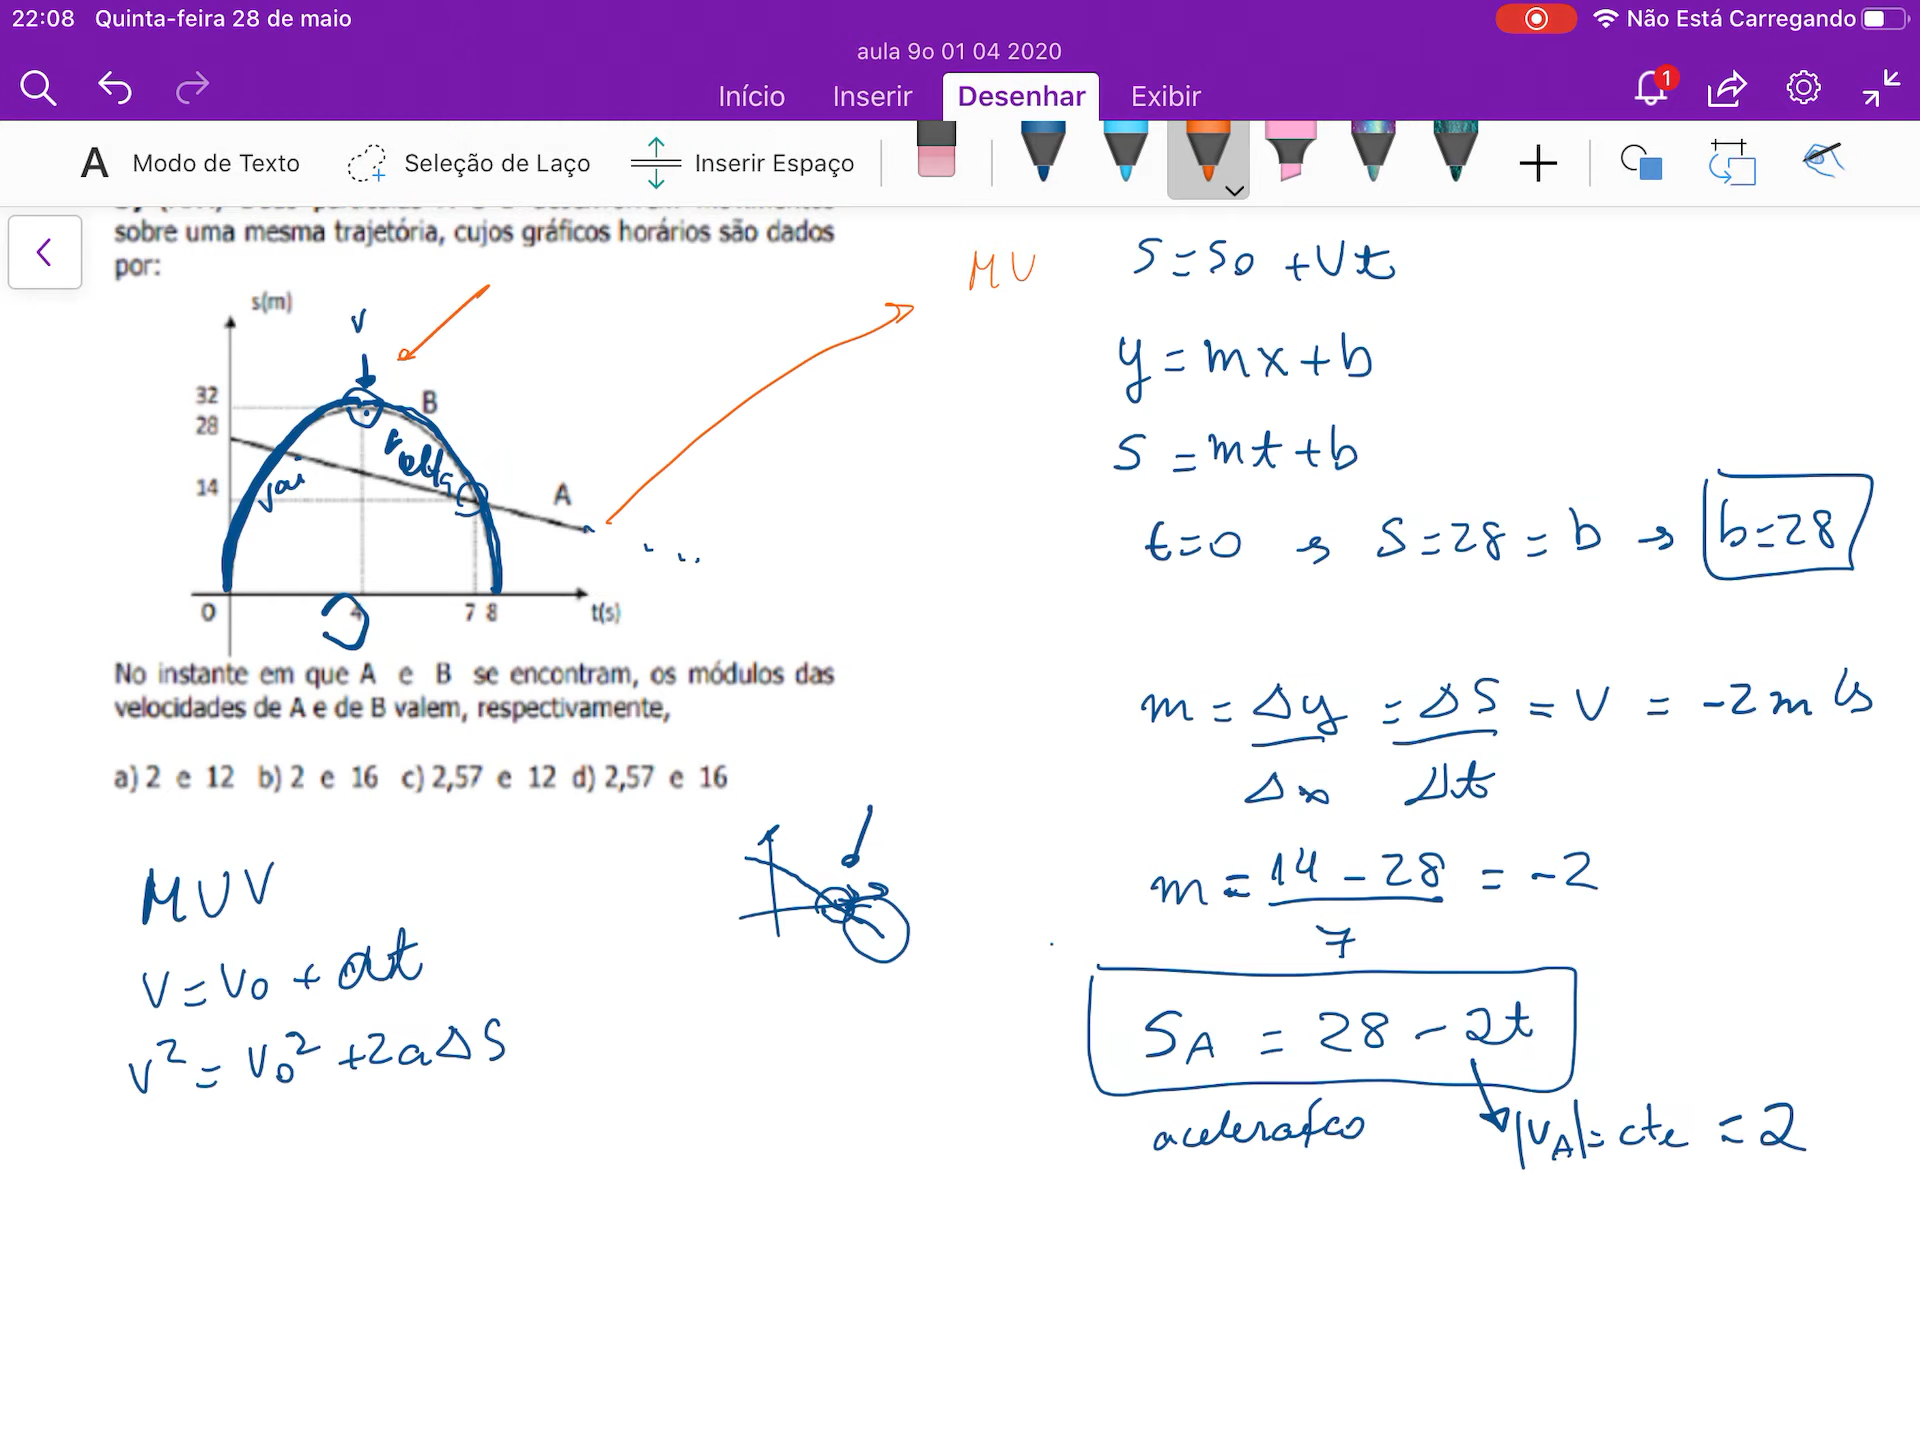 22:08 Quinta-feira 28 de maio
Não Está Carregando
aula 9o 01 04 2020
Início Inserir Desenhar Exibir
1
A Modo de Texto Seleção de Laço Inserir Espaço
sobre uma mesma trajetória, cujos gráficos horários são dados
por:
s(m)
V
32
28
14
B
A
vai
volta
0 4 7 8 t(s)
...
No instante em que A e B se encontram, os módulos das
velocidades de A e de B valem, respectivamente,
a) 2 e 12 b) 2 e 16 c) 2,57 e 12 d) 2,57 e 16
MUV
V = V0 + at
V² = V0² + 2aΔS
MU
S = S0 + Vt
y = mx + b
S = mt + b
t=0 → S=28=b → b=28
m = Δy/Δx = ΔS/Δt = V = -2 m/s
m = 14 - 28 / 7 = -2
SA = 28 - 2t
|VA| = cte = 2